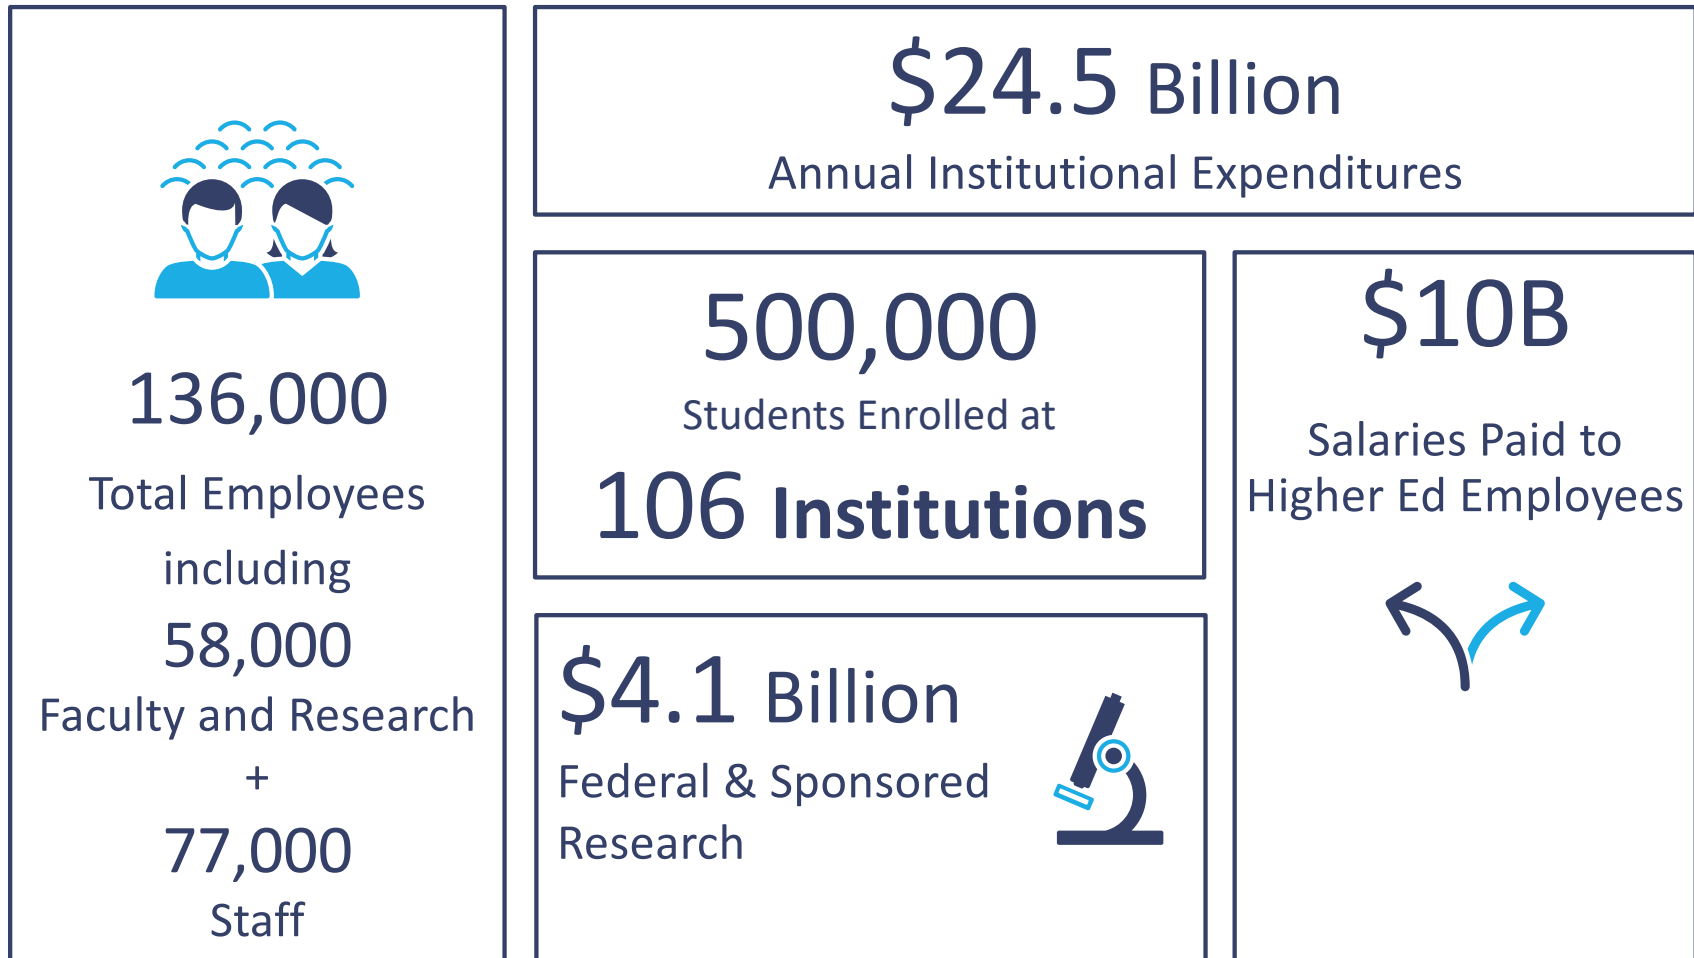 136,000
Total Employees
including
58,000
Faculty and Research
+
77,000
Staff
$24.5 Billion
Annual Institutional Expenditures
500,000
Students Enrolled at
106 Institutions
$4.1 Billion
Federal & Sponsored
Research
$10B
Salaries Paid to
Higher Ed Employees